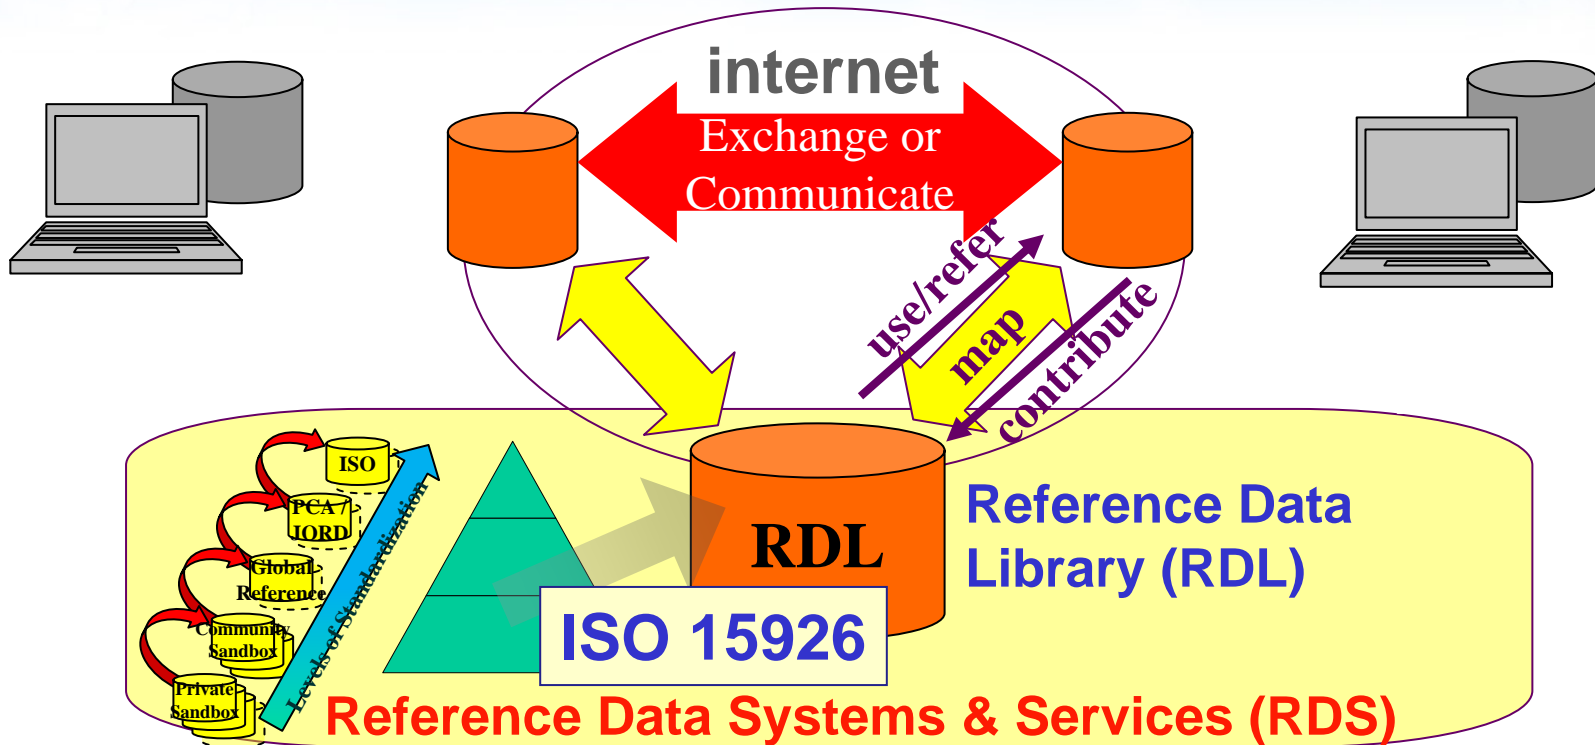 internet
Exchange or
Communicate
use/refer
map
contribute
ISO
PCA /
JORD
Global
Reference
Community
Sandbox
Private
Sandbox
Levels of Standardization
RDL
Reference Data
Library (RDL)
ISO 15926
Reference Data Systems & Services (RDS)